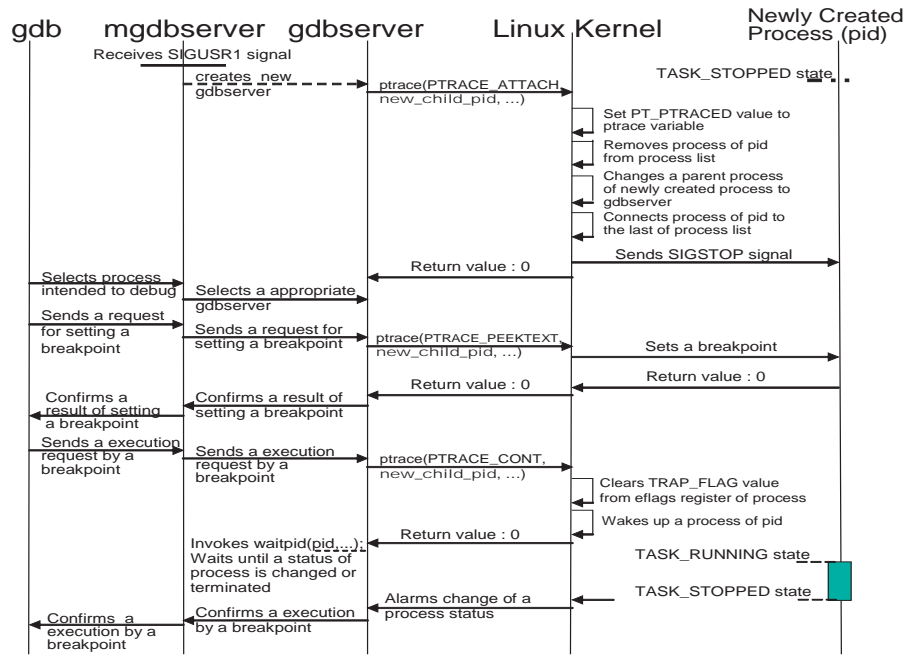 gdb
mgdbserver
gdbserver
Linux Kernel
Newly Created
Process (pid)
Receives SIGUSR1 signal
creates new
gdbserver
ptrace(PTRACE_ATTACH,
new_child_pid, ...)
TASK_STOPPED state
Set PT_PTRACED value to
ptrace variable
Removes process of pid
from process list
Changes a parent process
of newly created process to
gdbserver
Connects process of pid to
the last of process list
Sends SIGSTOP signal
Return value : 0
Selects process
intended to debug
Selects a appropriate
gdbserver
Sends a request
for setting a
breakpoint
Sends a request for
setting a breakpoint
ptrace(PTRACE_PEEKTEXT,
new_child_pid, ...)
Sets a breakpoint
Return value : 0
Return value : 0
Confirms a result of
setting a breakpoint
Confirms a
result of setting
a breakpoint
Sends a execution
request by a
breakpoint
Sends a execution
request by a
breakpoint
ptrace(PTRACE_CONT,
new_child_pid, ...)
Clears TRAP_FLAG value
from eflags register of process
Wakes up a process of pid
Return value : 0
Invokes waitpid(pid,...);
Waits until a status of
process is changed or
terminated
TASK_RUNNING state
TASK_STOPPED state
Alarms change of a
process status
Confirms a execution
by a breakpoint
Confirms a
execution by a
breakpoint